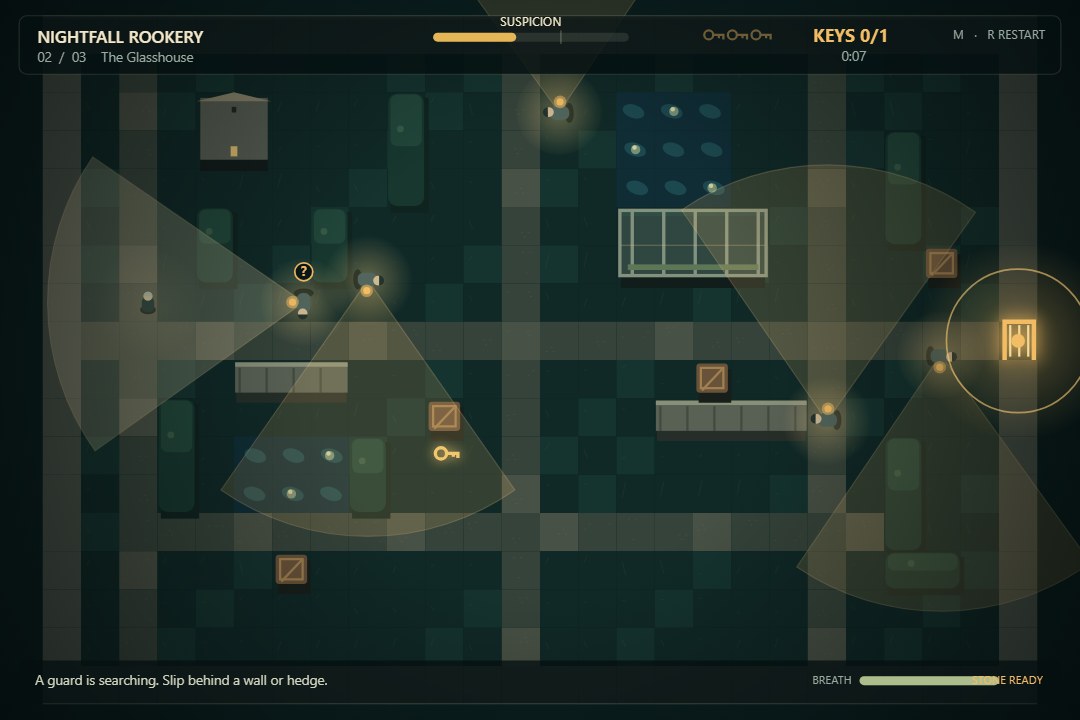 SUSPICION
NIGHTFALL ROOKERY
KEYS 0/1
M · R RESTART
02 / 03 The Glasshouse
0:07
?
A guard is searching. Slip behind a wall or hedge.
BREATH
STONE READY